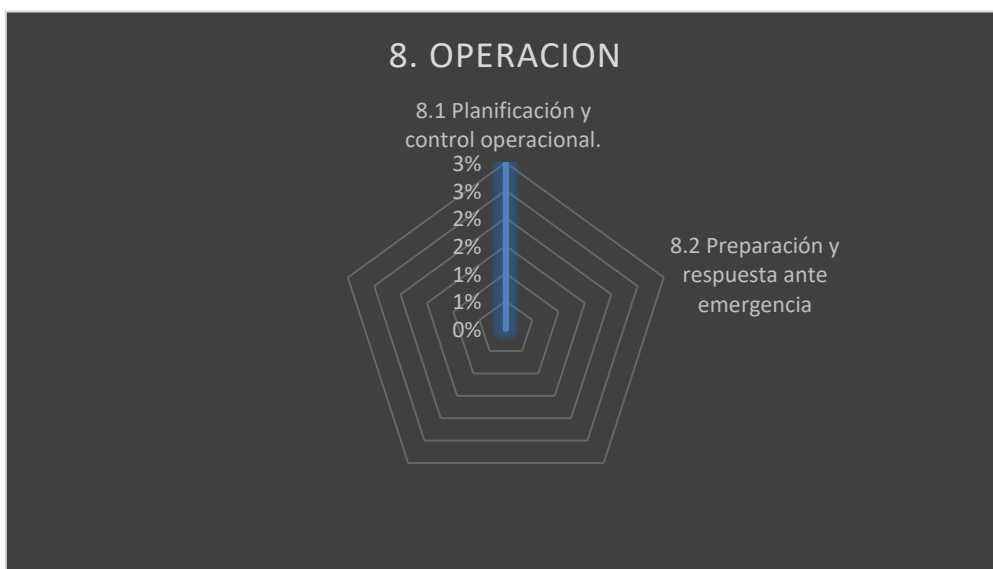 8. OPERACION
8.1 Planificación y
control operacional.
3%
3%
2%
2%
1%
1%
0%
8.2 Preparación y
respuesta ante
emergencia